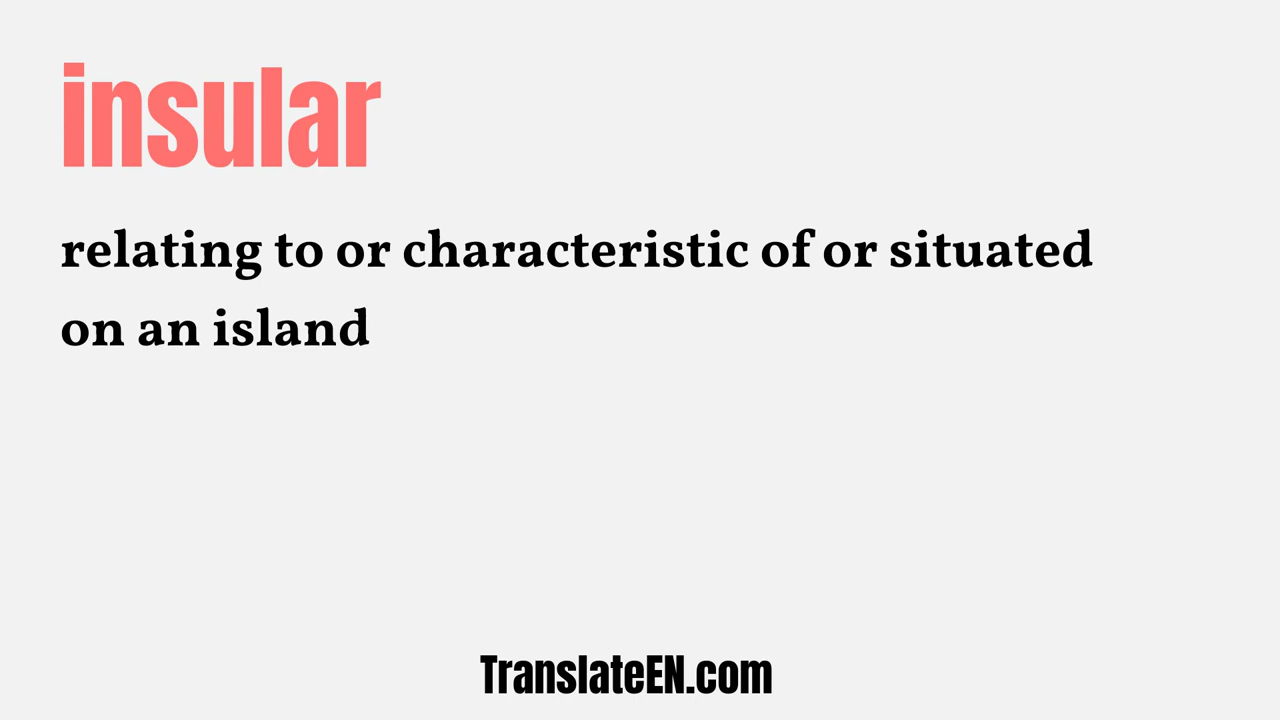 insular
relating to or characteristic of or situated
on an island
TranslateEN.com